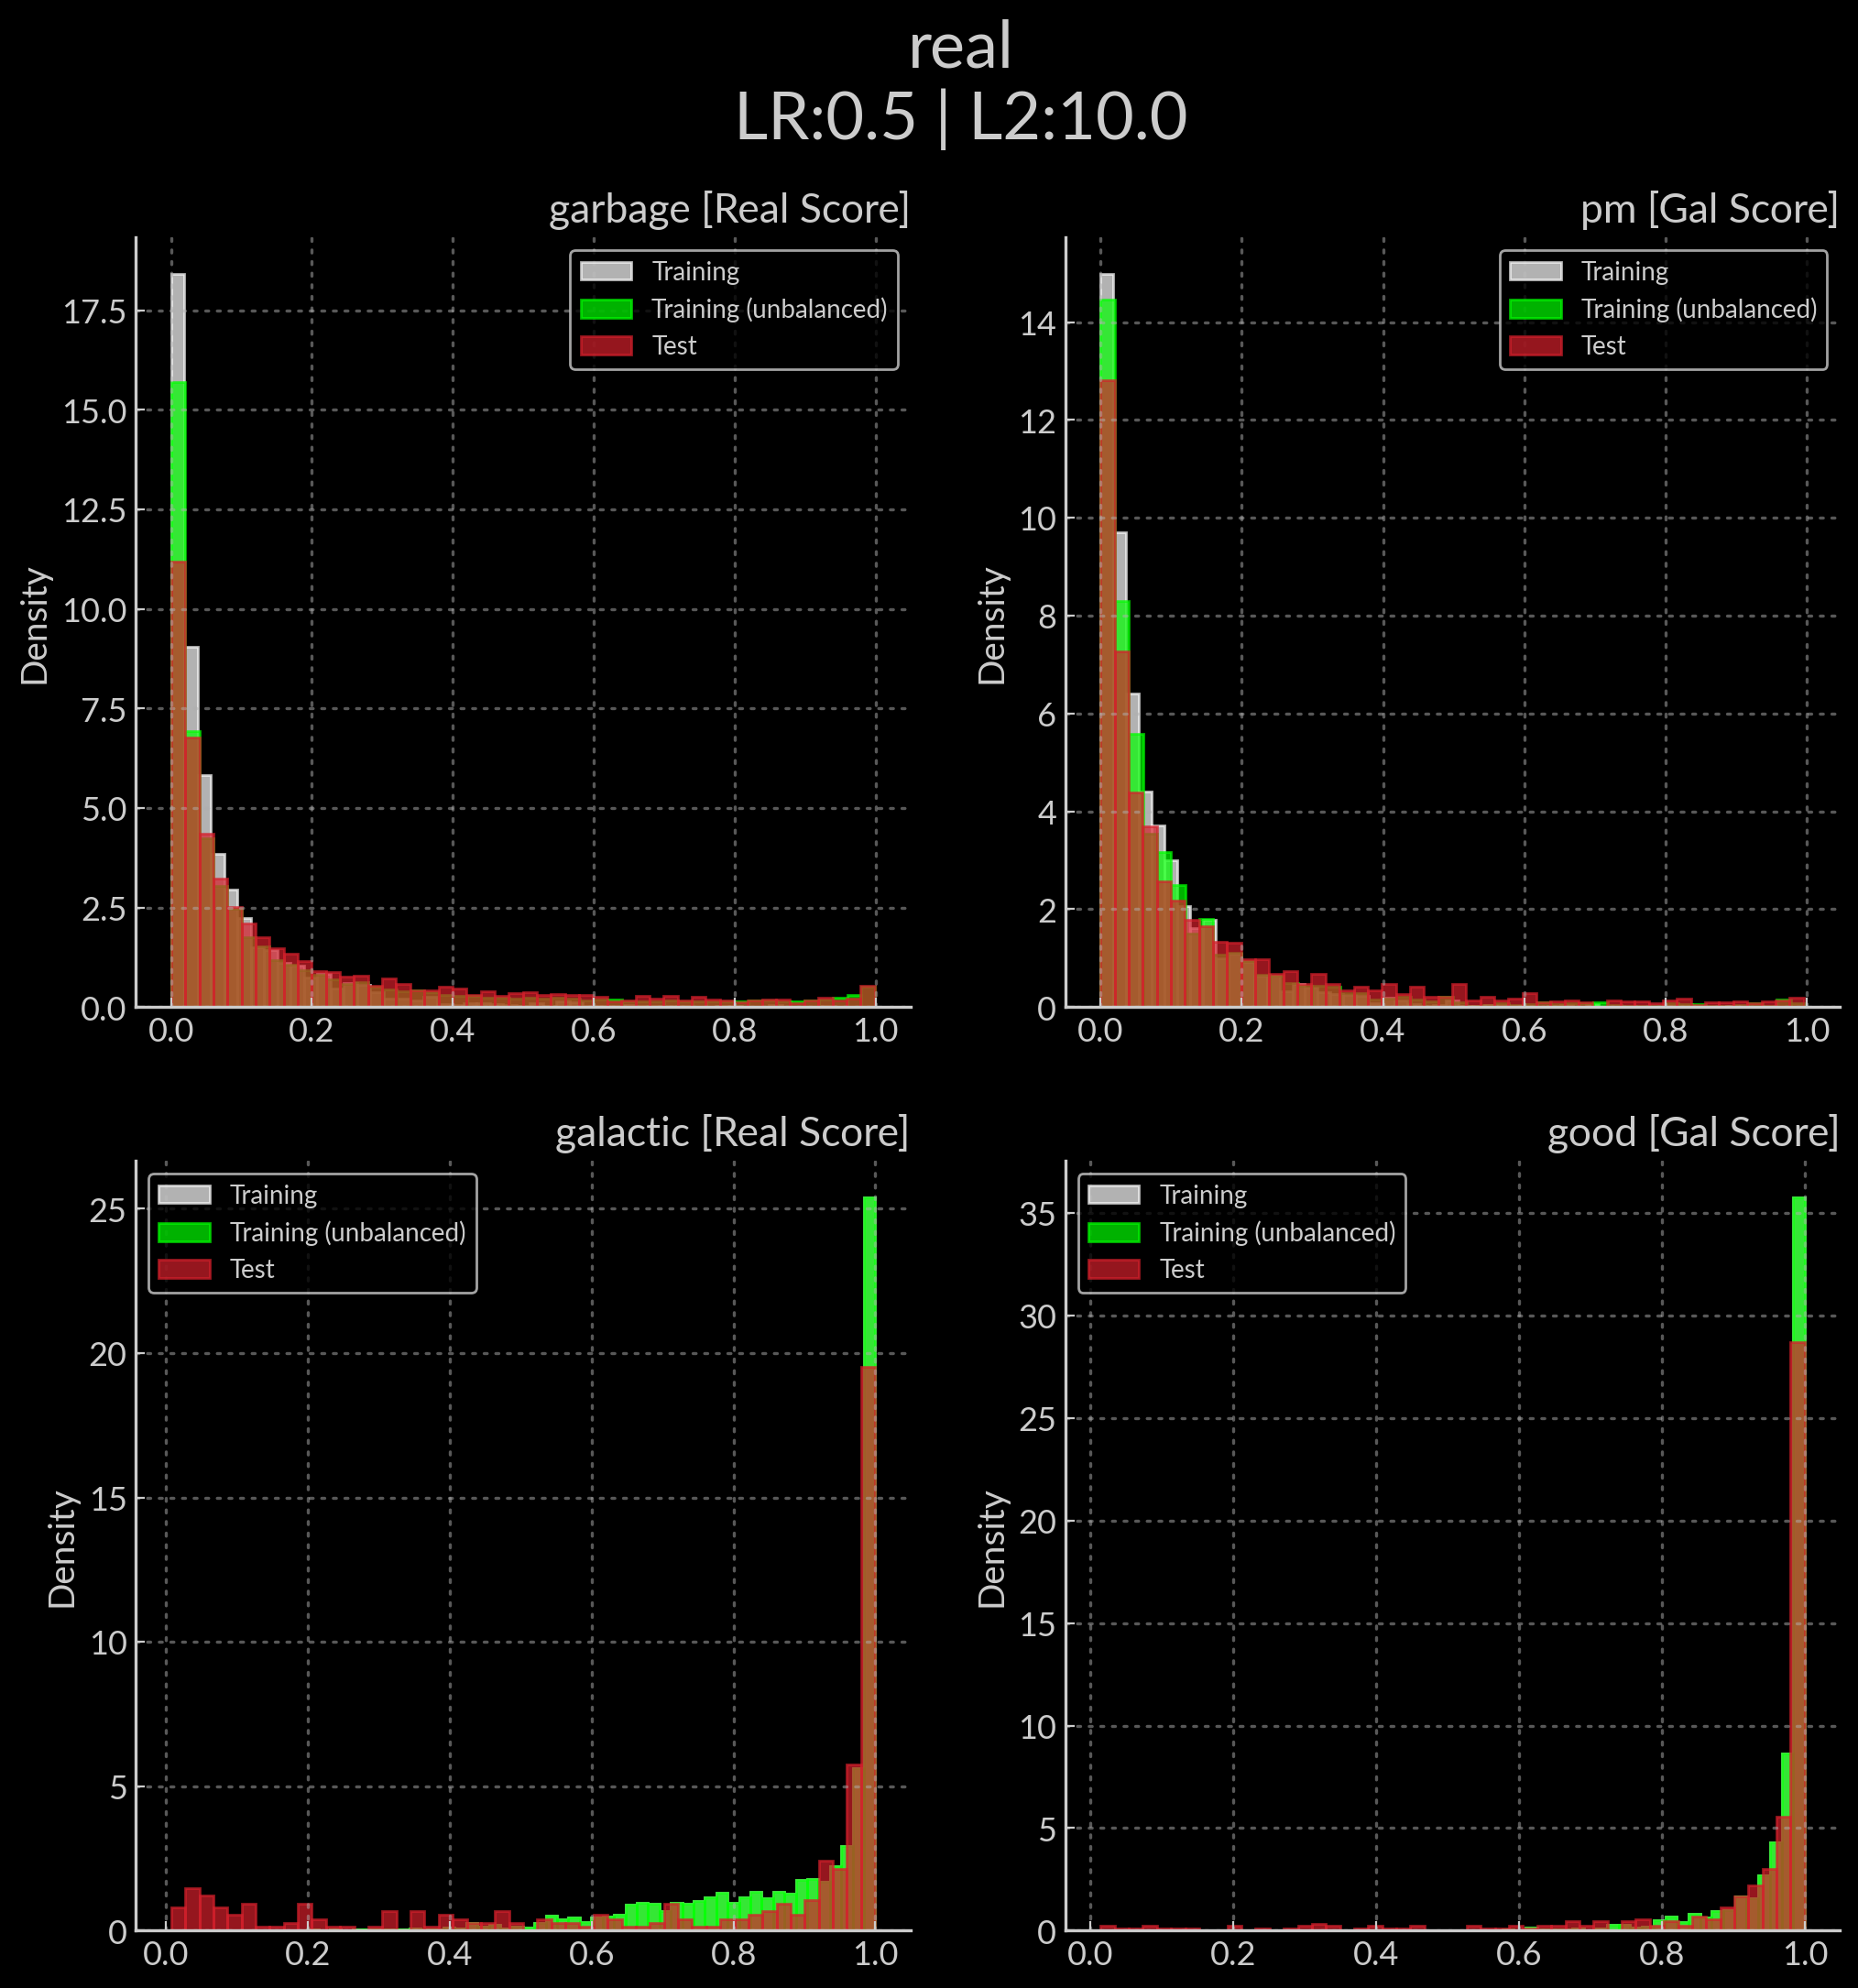 real
LR:0.5 | L2:10.0
garbage [Real Score]
Training
Training (unbalanced)
Test
Density
17.5
15.0
12.5
10.0
7.5
5.0
2.5
0.0
0.0 0.2 0.4 0.6 0.8 1.0
pm [Gal Score]
Training
Training (unbalanced)
Test
Density
14
12
10
8
6
4
2
0
0.0 0.2 0.4 0.6 0.8 1.0
galactic [Real Score]
Training
Training (unbalanced)
Test
Density
25
20
15
10
5
0
0.0 0.2 0.4 0.6 0.8 1.0
good [Gal Score]
Training
Training (unbalanced)
Test
Density
35
30
25
20
15
10
5
0
0.0 0.2 0.4 0.6 0.8 1.0